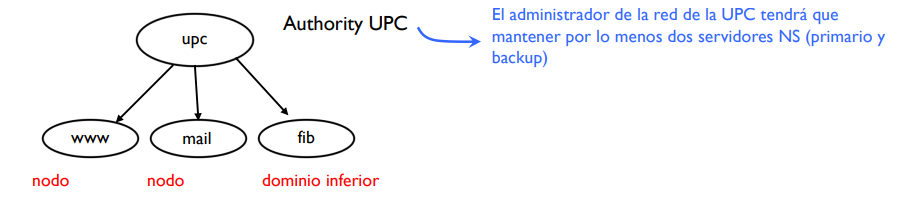 upc
Authority UPC
El administrador de la red de la UPC tendrá que
mantener por lo menos dos servidores NS (primario y
backup)
www
mail
fib
nodo
nodo
dominio inferior